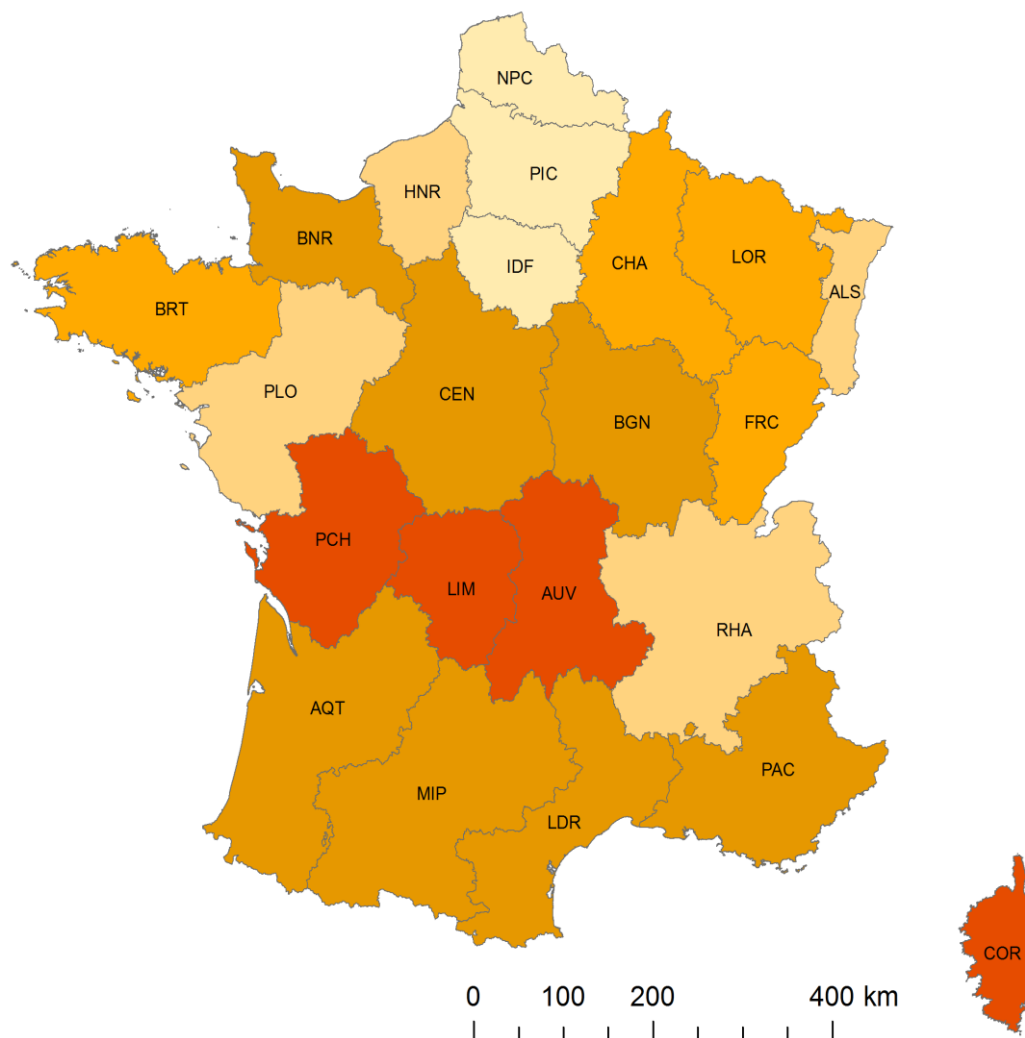 NPC
PIC
HNR
BNR
IDF
CHA
LOR
ALS
BRT
PLO
CEN
BGN
FRC
PCH
LIM
AUV
RHA
AQT
MIP
LDR
PAC
COR
0 100 200 400 km